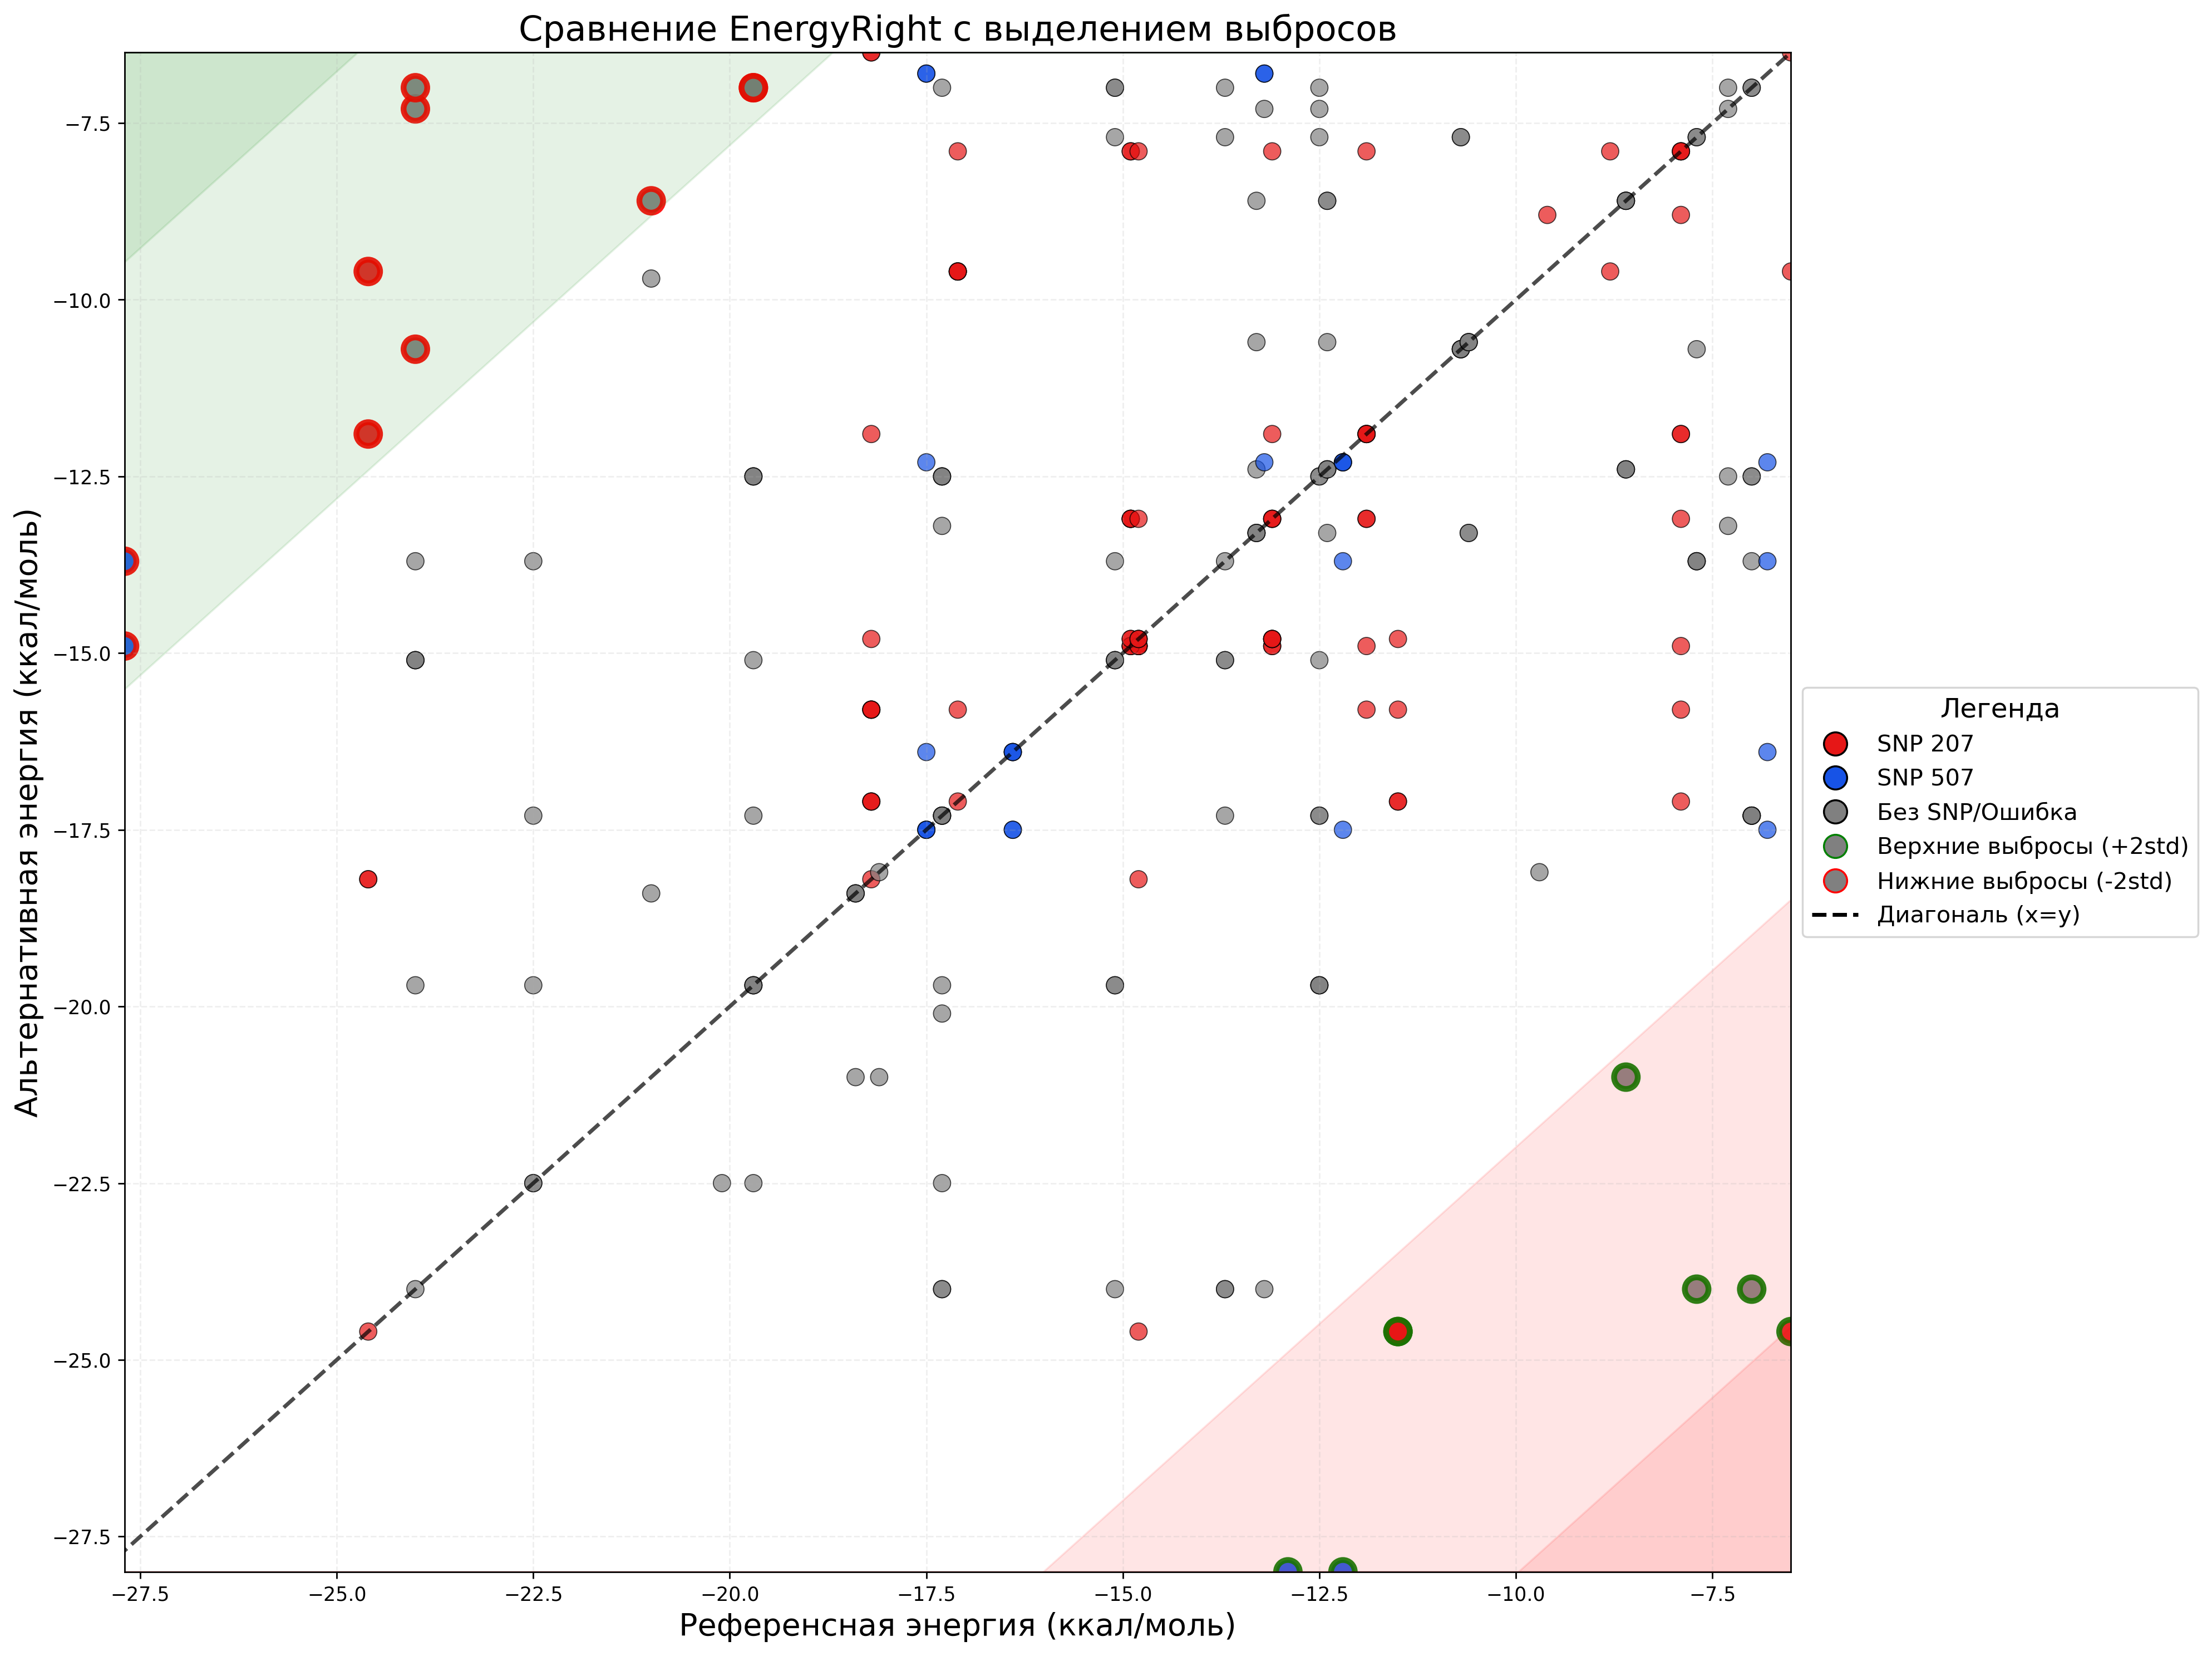 Сравнение EnergyRight с выделением выбросов
Альтернативная энергия (ккал/моль)
−7.5
−10.0
−12.5
−15.0
−17.5
−20.0
−22.5
−25.0
−27.5
−27.5 −25.0 −22.5 −20.0 −17.5 −15.0 −12.5 −10.0 −7.5
Референсная энергия (ккал/моль)
Легенда
SNP 207
SNP 507
Без SNP/Ошибка
Верхние выбросы (+2std)
Нижние выбросы (-2std)
Диагональ (x=y)